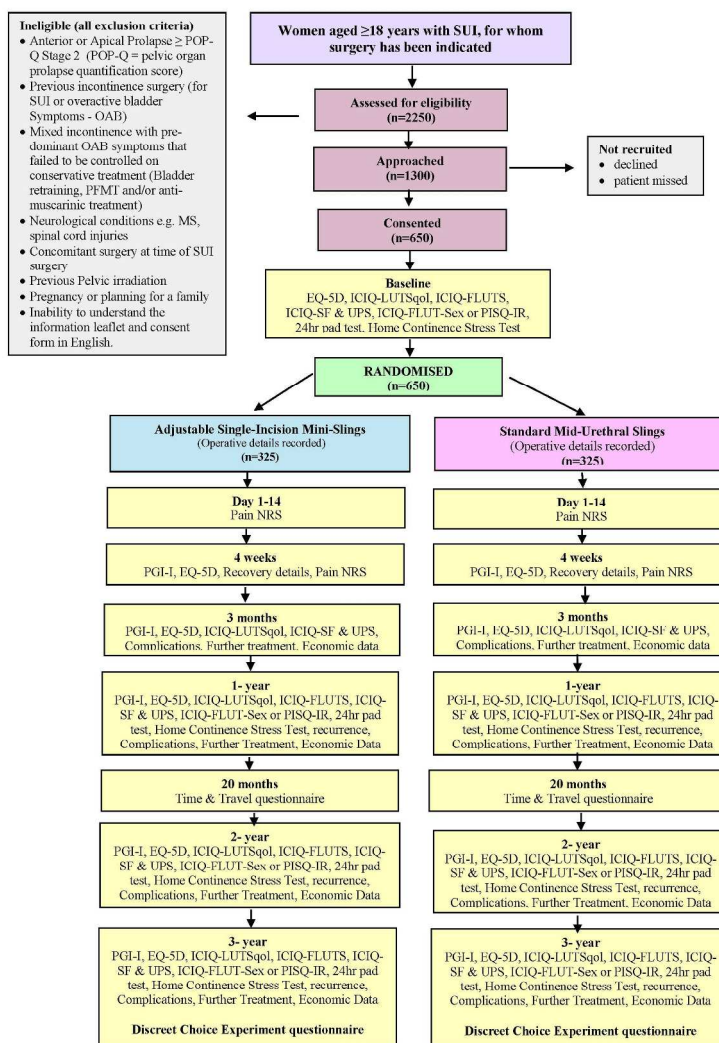 Ineligible (all exclusion criteria)
• Anterior or Apical Prolapse ≥ POP-
Q Stage 2 (POP-Q = pelvic organ
prolapse quantification score)
• Previous incontinence surgery (for
SUI or overactive bladder
Symptoms - OAB)
• Mixed incontinence with pre-
dominant OAB symptoms that
failed to be controlled on
conservative treatment (Bladder
retraining, PFMT and/or anti-
muscarinic treatment)
• Neurological conditions e.g. MS,
spinal cord injuries
• Concomitant surgery at time of SUI
surgery
• Previous Pelvic irradiation
• Pregnancy or planning for a family
• Inability to understand the
information leaflet and consent
form in English.
Women aged ≥18 years with SUI, for whom
surgery has been indicated
Assessed for eligibility
(n=2250)
Approached
(n=1300)
Not recruited
• declined
• patient missed
Consented
(n=650)
Baseline
EQ-5D, ICIQ-LUTSqol, ICIQ-FLUTS,
ICIQ-SF & UPS, ICIQ-FLUT-Sex or PISQ-IR,
24hr pad test. Home Continence Stress Test
RANDOMISED
(n=650)
Adjustable Single-Incision Mini-Slings
(Operative details recorded)
(n=325)
Day 1-14
Pain NRS
4 weeks
PGI-I, EQ-5D, Recovery details, Pain NRS
3 months
PGI-I, EQ-5D, ICIQ-LUTSqol, ICIQ-SF & UPS,
Complications. Further treatment. Economic data
1- year
PGI-I, EQ-5D, ICIQ-LUTSqol, ICIQ-FLUTS, ICIQ-
SF & UPS, ICIQ-FLUT-Sex or PISQ-IR, 24hr pad
test, Home Continence Stress Test, recurrence,
Complications, Further Treatment, Economic Data
20 months
Time & Travel questionnaire
2- year
PGI-I, EQ-5D, ICIQ-LUTSqol, ICIQ-FLUTS, ICIQ-
SF & UPS, ICIQ-FLUT-Sex or PISQ-IR, 24hr pad
test, Home Continence Stress Test, recurrence,
Complications, Further Treatment, Economic Data
3- year
PGI-I, EQ-5D, ICIQ-LUTSqol, ICIQ-FLUTS, ICIQ-
SF & UPS, ICIQ-FLUT-Sex or PISQ-IR, 24hr pad
test, Home Continence Stress Test, recurrence,
Complications, Further Treatment, Economic Data
Discreet Choice Experiment questionnaire
Standard Mid-Urethral Slings
(Operative details recorded)
(n=325)
Day 1-14
Pain NRS
4 weeks
PGI-I, EQ-5D, Recovery details, Pain NRS
3 months
PGI-I, EQ-5D, ICIQ-LUTSqol, ICIQ-SF & UPS,
Complications, Further treatment, Economic data
1-year
PGI-I, EQ-5D, ICIQ-LUTSqol, ICIQ-FLUTS, ICIQ-
SF & UPS, ICIQ-FLUT-Sex or PISQ-IR, 24hr pad
test, Home Continence Stress Test, recurrence,
Complications, Further Treatment, Economic Data
20 months
Time & Travel questionnaire
2- year
PGI-I, EQ-5D, ICIQ-LUTSqol, ICIQ-FLUTS, ICIQ-
SF & UPS, ICIQ-FLUT-Sex or PISQ-IR, 24hr pad
test, Home Continence Stress Test, recurrence,
Complications, Further Treatment. Economic Data
3- year
PGI-I, EQ-5D, ICIQ-LUTSqol, ICIQ-FLUTS, ICIQ-
SF & UPS, ICIQ-FLUT-Sex or PISQ-IR, 24hr pad
test, Home Continence Stress Test, recurrence,
Complications, Further Treatment, Economic Data
Discreet Choice Experiment questionnaire